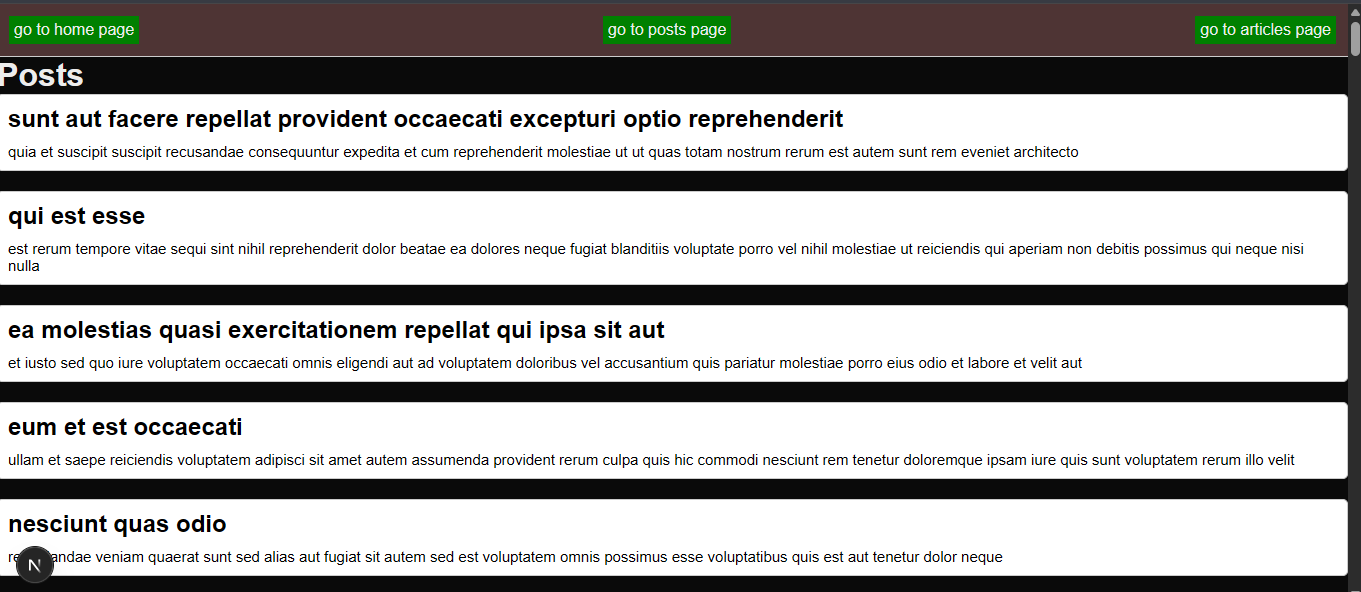 go to home page
go to posts page
go to articles page
Posts
sunt aut facere repellat provident occaecati excepturi optio reprehenderit
quia et suscipit suscipit recusandae consequuntur expedita et cum reprehenderit molestiae ut ut quas totam nostrum rerum est autem sunt rem eveniet architecto
qui est esse
est rerum tempore vitae sequi sint nihil reprehenderit dolor beatae ea dolores neque fugiat blanditiis voluptate porro vel nihil molestiae ut reiciendis qui aperiam non debitis possimus qui neque nisi
nulla
ea molestias quasi exercitationem repellat qui ipsa sit aut
et iusto sed quo iure voluptatem occaecati omnis eligendi aut ad voluptatem doloribus vel accusantium quis pariatur molestiae porro eius odio et labore et velit aut
eum et est occaecati
ullam et saepe reiciendis voluptatem adipisci sit amet autem assumenda provident rerum culpa quis hic commodi nesciunt rem tenetur doloremque ipsam iure quis sunt voluptatem rerum illo velit
nesciunt quas odio
veniam quaerat sunt sed alias aut fugiat sit autem sed est voluptatem omnis possimus esse voluptatibus quis est aut tenetur dolor neque
N